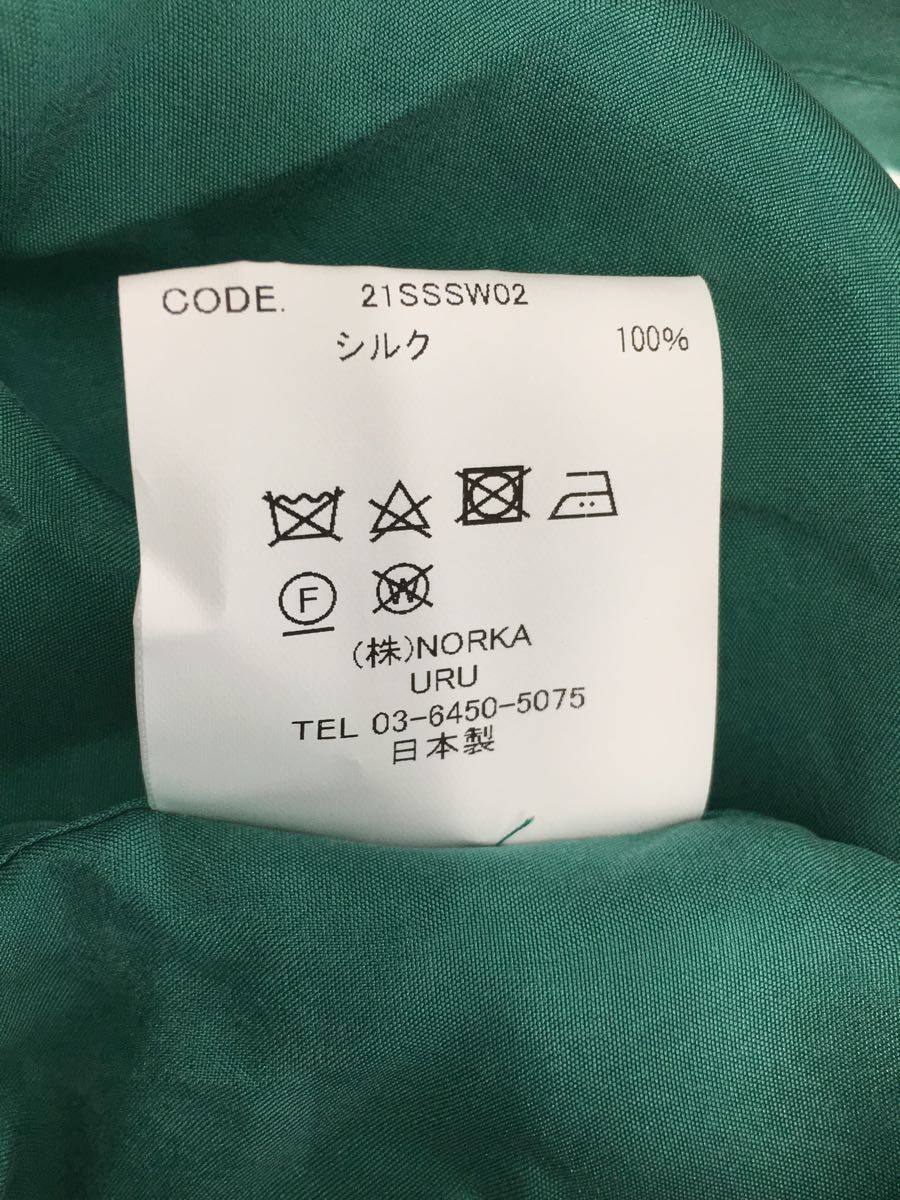 CODE. 21SSSW02
シルク 100%
F W
(株)NORKA
URU
TEL 03-6450-5075
日本製